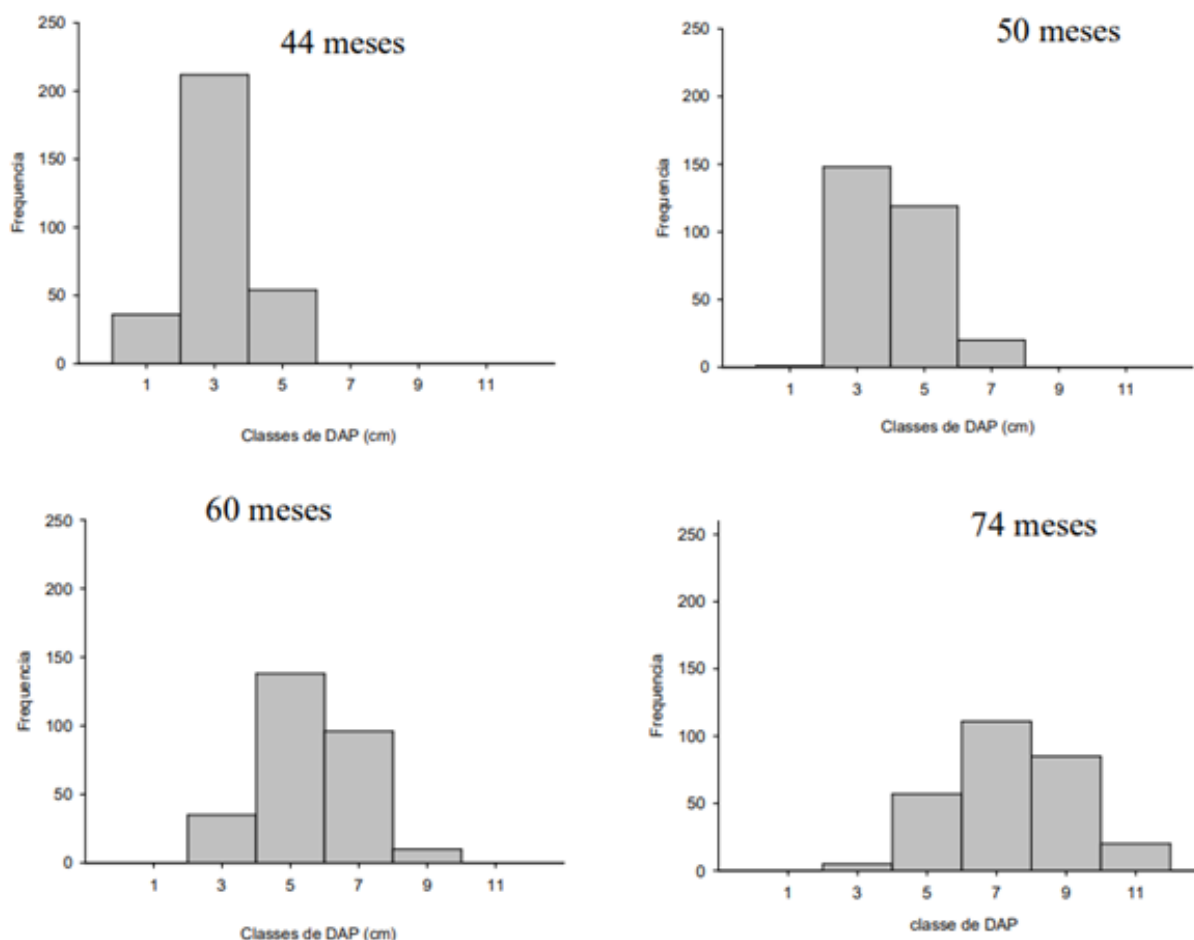 44 meses
Frequencia
250
200
150
100
50
0
1 3 5 7 9 11
Classes de DAP (cm)
50 meses
Frequencia
250
200
150
100
50
0
1 3 5 7 9 11
Classes de DAP (cm)
60 meses
Frequencia
250
200
150
100
50
0
1 3 5 7 9 11
Classes de DAP (cm)
74 meses
Frequencia
250
200
150
100
50
0
1 3 5 7 9 11
classe de DAP